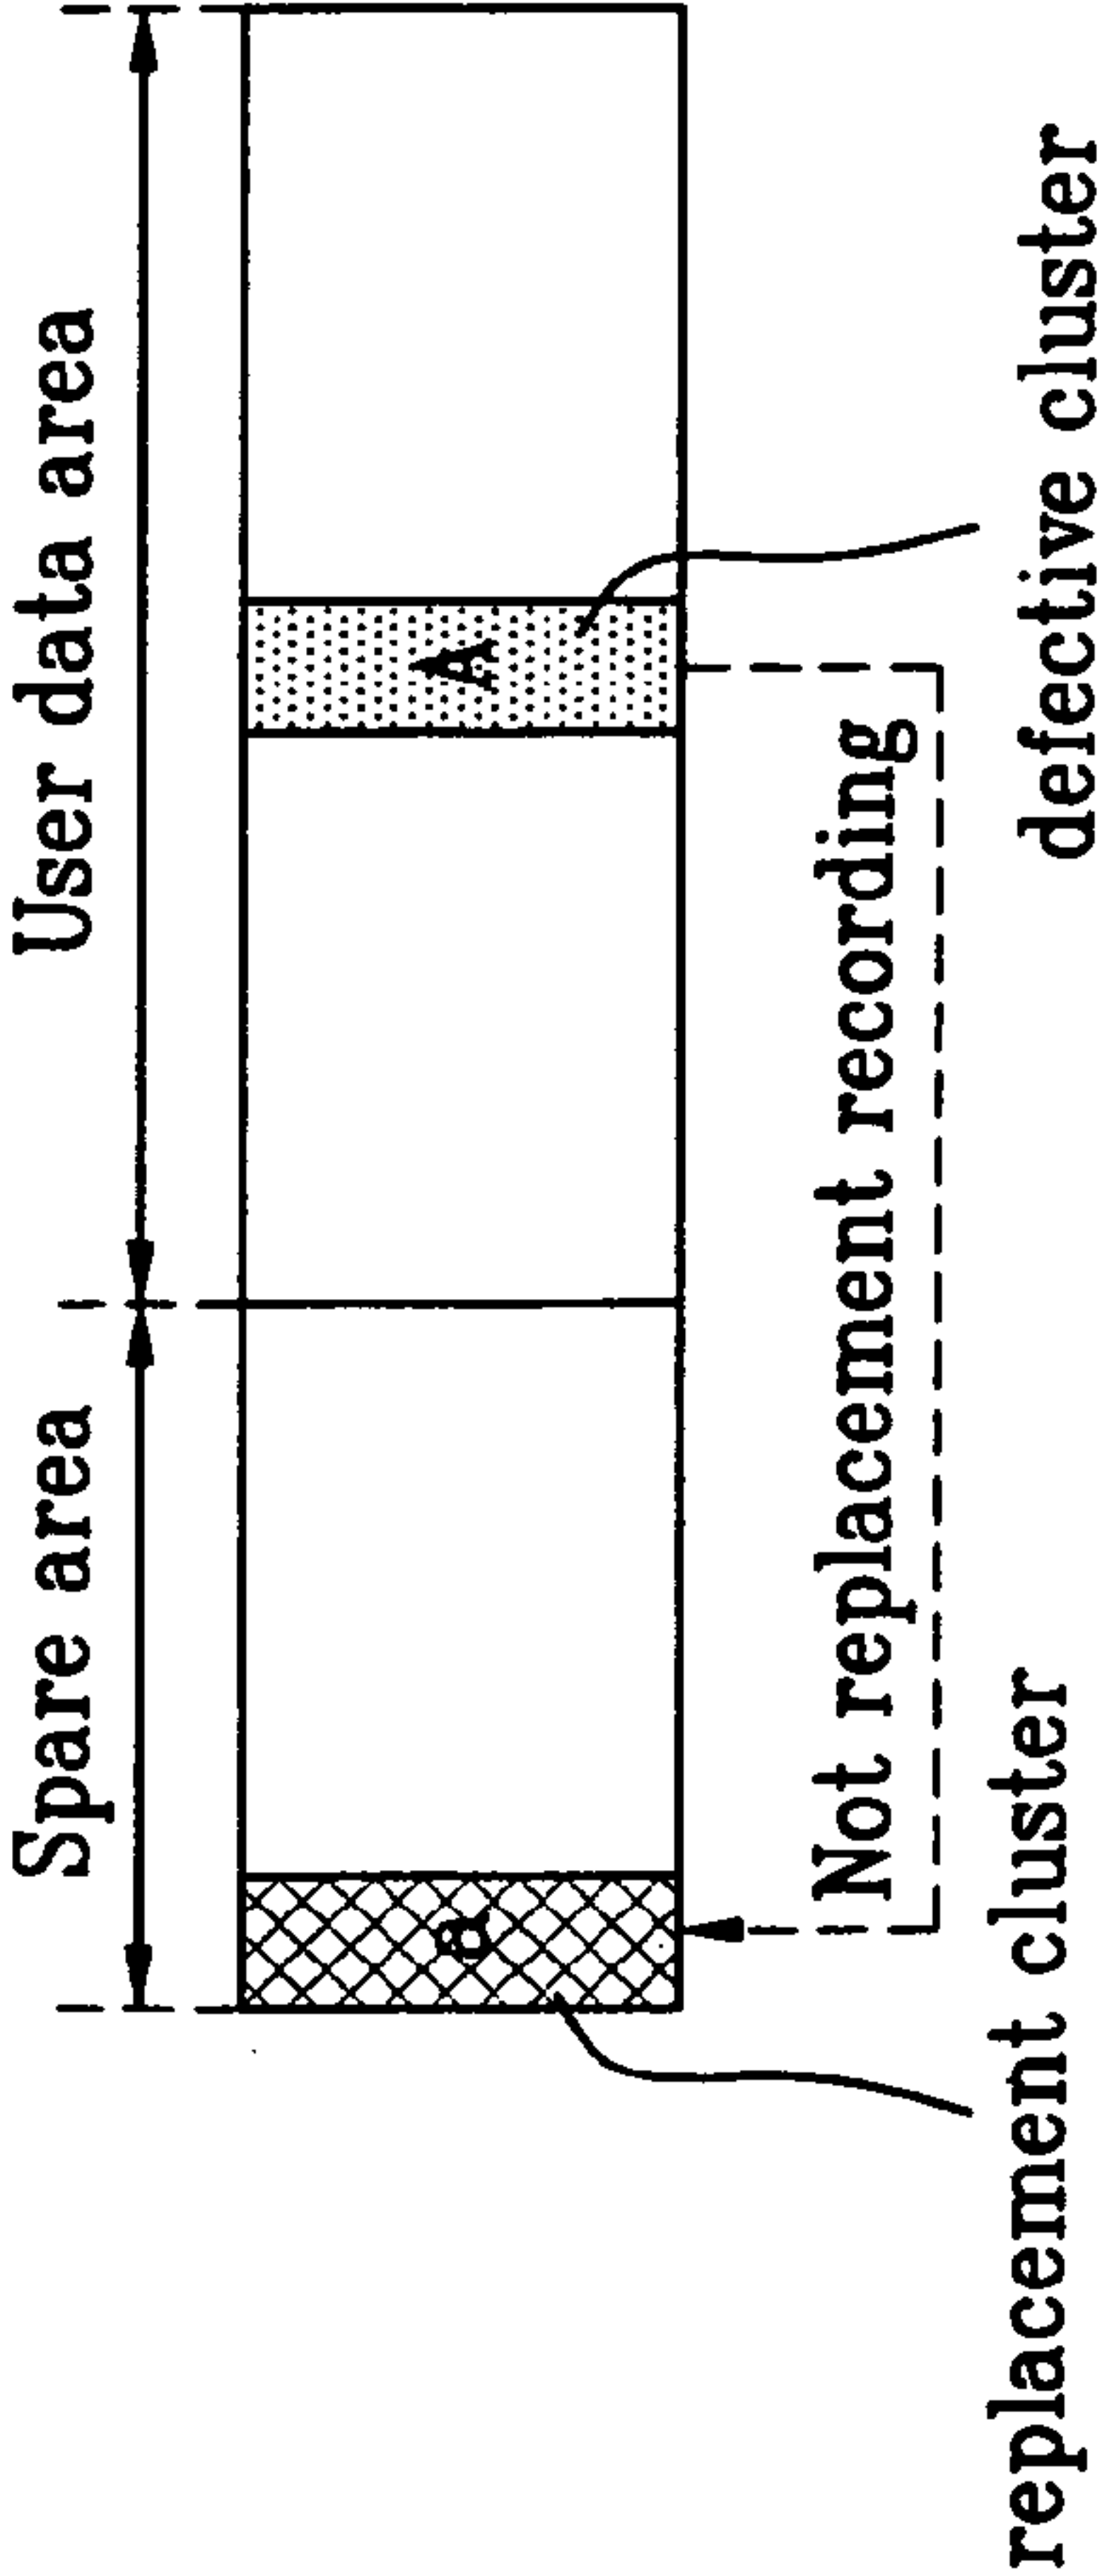 Spare area
User data area
a
A
Not replacement recording
replacement cluster
defective cluster